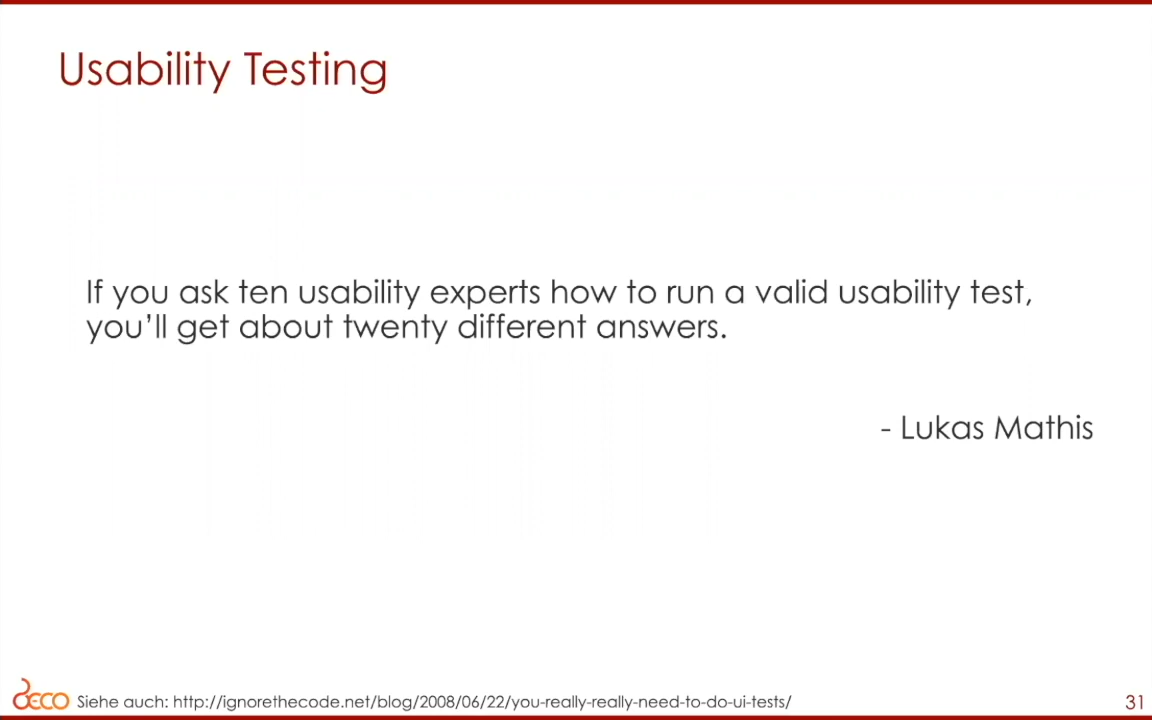 Usability Testing
If you ask ten usability experts how to run a valid usability test,
you'll get about twenty different answers.
- Lukas Mathis
DECO Siehe auch: http://ignorethecode.net/blog/2008/06/22/you-really-really-need-to-do-ui-tests/
31